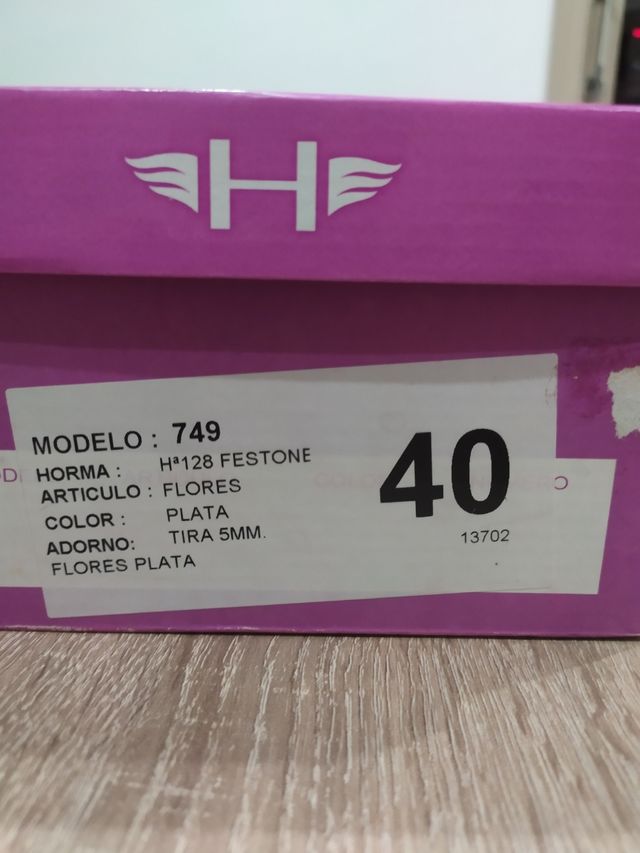 H
MODELO : 749
HORMA : Hª128 FESTONE
ARTICULO : FLORES
COLOR : PLATA
ADORNO: TIRA 5MM.
FLORES PLATA
40
13702